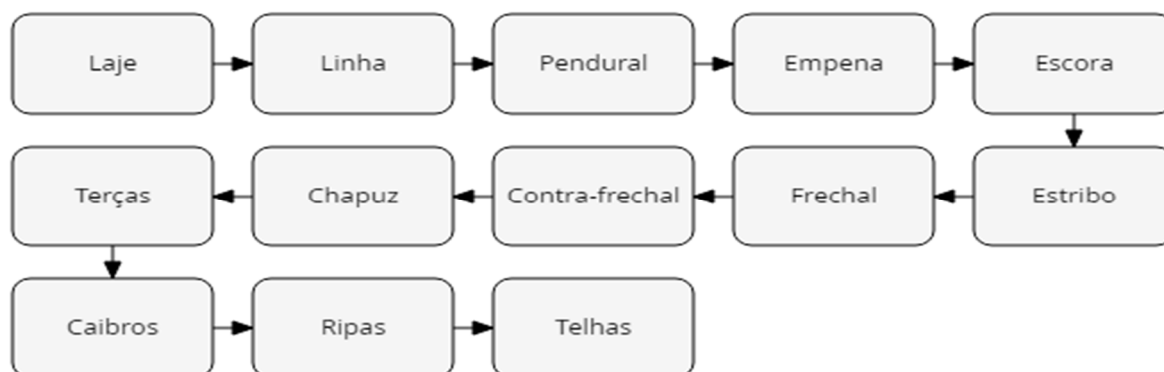 Laje
Linha
Pendural
Empena
Escora
Estribo
Frechal
Contra-frechal
Chapuz
Terças
Caibros
Ripas
Telhas